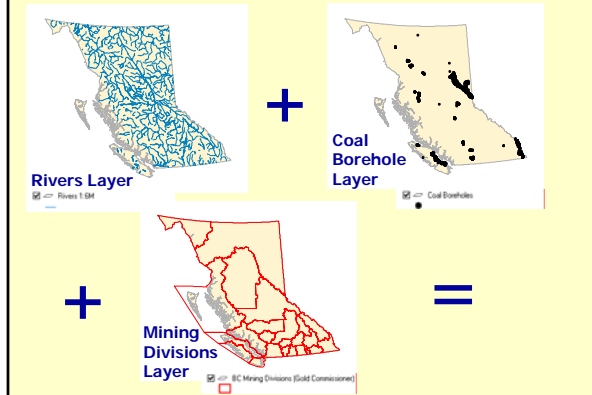 Rivers Layer
Rivers 1:6M
+
Coal
Borehole
Layer
Coal Boreholes
+
Mining
Divisions
Layer
BC Mining Divisions (Gold Commissioner)
=